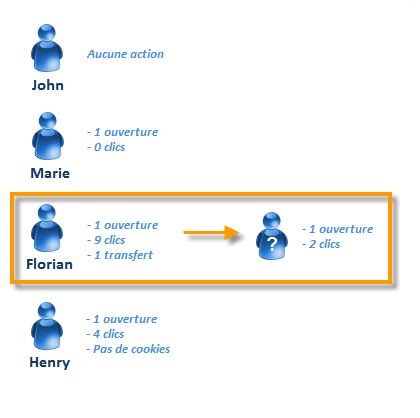 Aucune action
John
- 1 ouverture
- 0 clics
Marie
- 1 ouverture
- 9 clics
- 1 transfert
Florian
?
- 1 ouverture
- 2 clics
- 1 ouverture
- 4 clics
- Pas de cookies
Henry